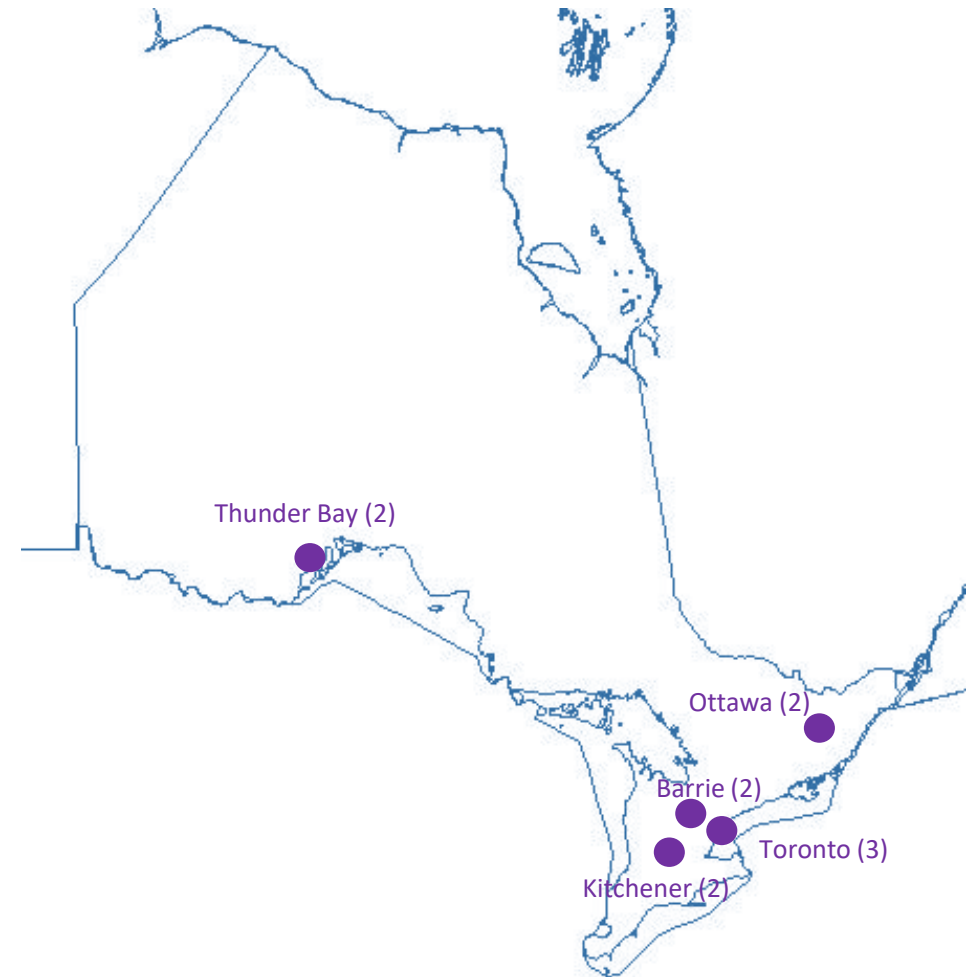 Thunder Bay (2)
Ottawa (2)
Barrie (2)
Toronto (3)
Kitchener (2)